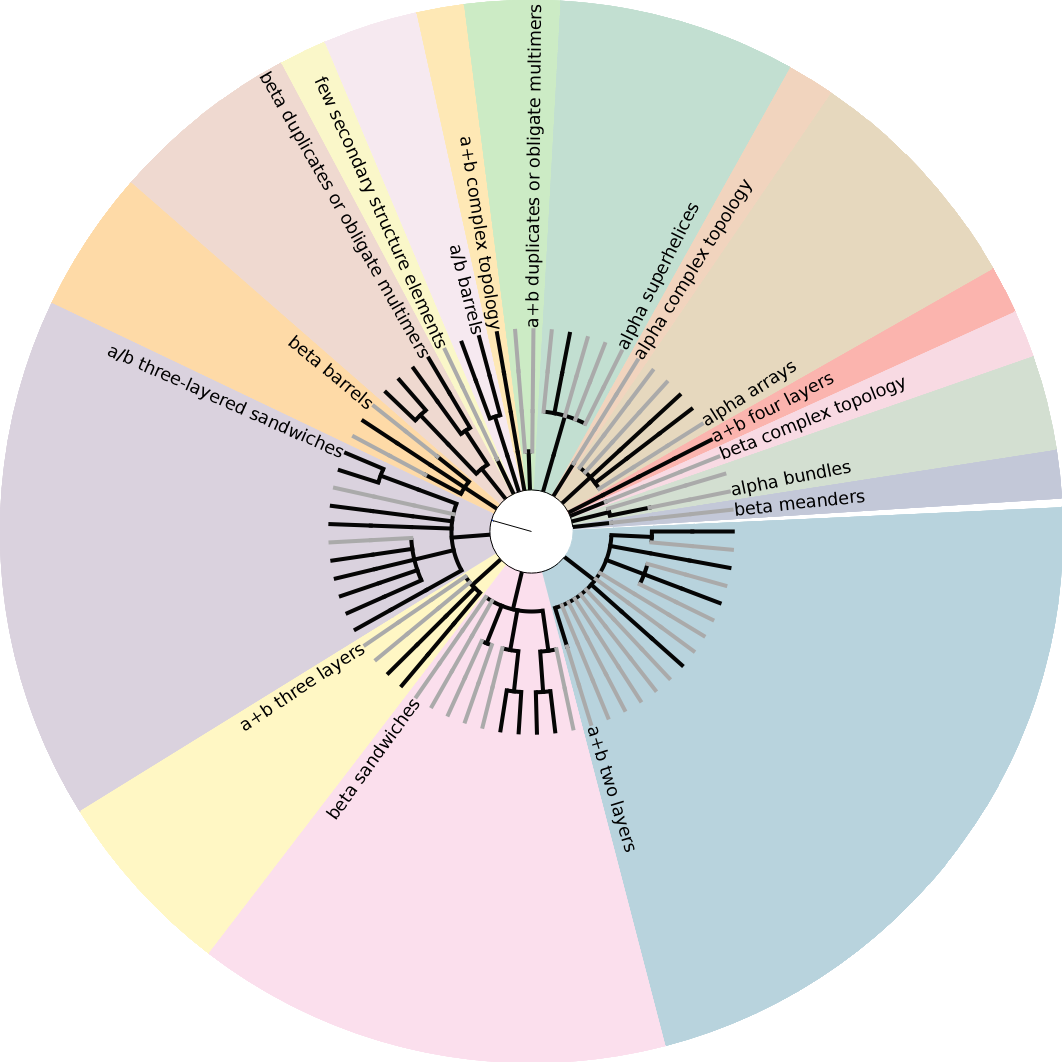 a+b duplicates or obligate multimers
alpha superhelices
alpha complex topology
alpha arrays
a+b four layers
beta complex topology
alpha bundles
beta meanders
a+b two layers
beta sandwiches
a+b three layers
a/b three-layered sandwiches
beta barrels
beta duplicates or obligate multimers
few secondary structure elements
a/b barrels
a+b complex topology